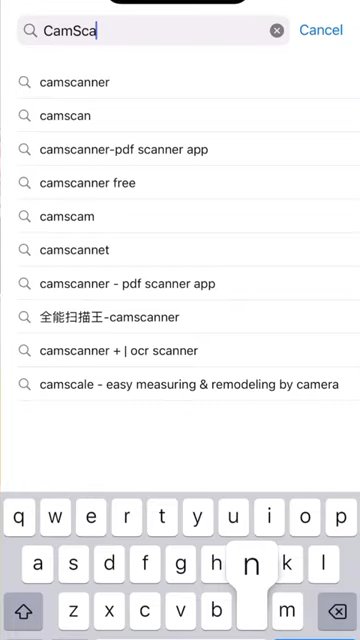 CamSca
Cancel
camscanner
camscan
camscanner-pdf scanner app
camscanner free
camscam
camscannet
camscanner - pdf scanner app
全能扫描王-camscanner
camscanner + | ocr scanner
camscale - easy measuring & remodeling by camera
q w e r t y u i o p
a s d f g h n k l
z x c v b m